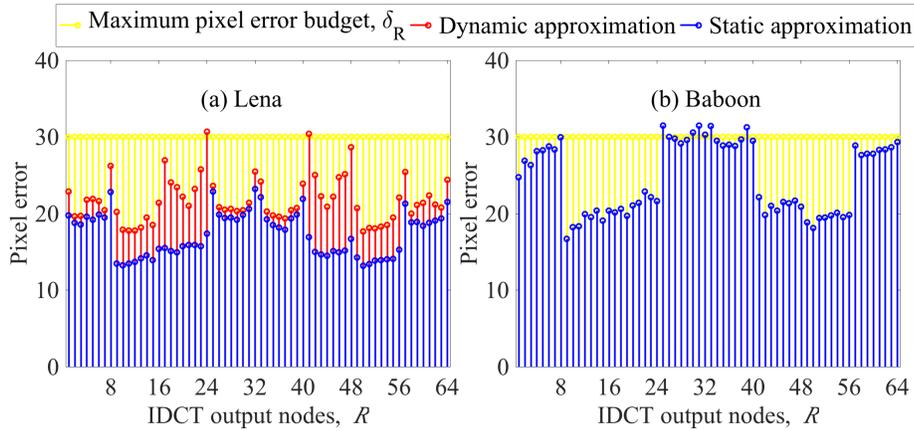 Maximum pixel error budget, δR Dynamic approximation Static approximation
(a) Lena
(b) Baboon
Pixel error
40
30
20
10
0
8 16 24 32 40 48 56 64
IDCT output nodes, R
Pixel error
40
30
20
10
0
8 16 24 32 40 48 56 64
IDCT output nodes, R